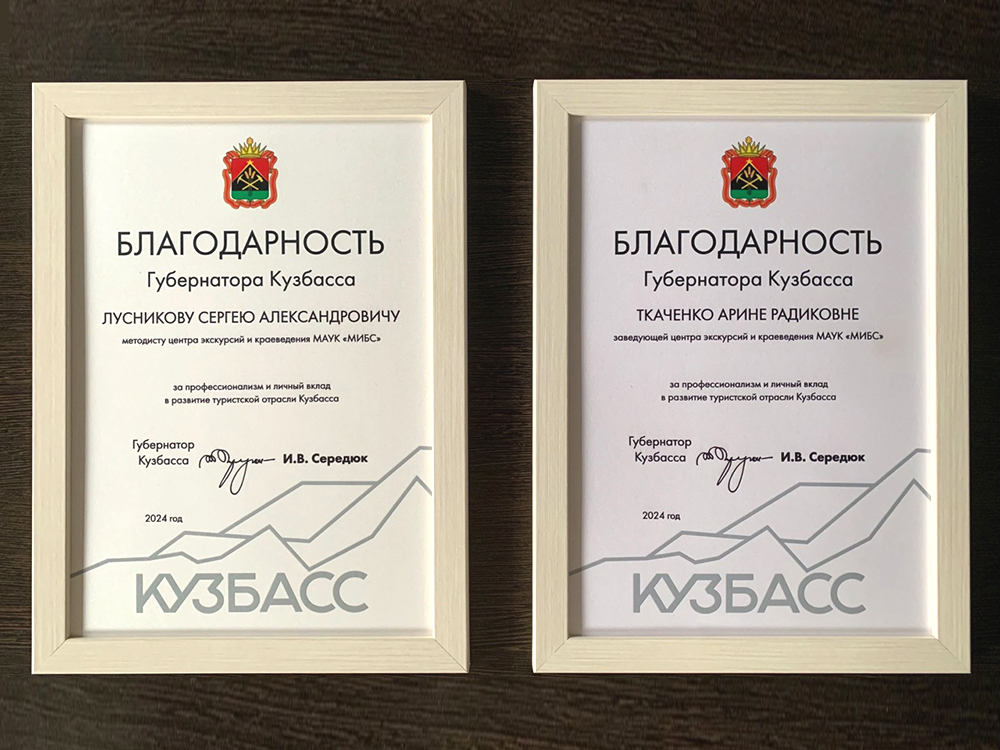 БЛАГОДАРНОСТЬ
Губернатора Кузбасса
ЛУСНИКОВУ СЕРГЕЮ АЛЕКСАНДРОВИЧУ
методисту центра экскурсий и краеведения МАУК «МИБС»
за профессионализм и личный вклад
в развитие туристской отрасли Кузбасса
Губернатор
Кузбасса И.В. Середюк
2024 год
КУЗБАСС
БЛАГОДАРНОСТЬ
Губернатора Кузбасса
ТКАЧЕНКО АРИНЕ РАДИКОВНЕ
заведующей центра экскурсий и краеведения МАУК «МИБС»
за профессионализм и личный вклад
в развитие туристской отрасли Кузбасса
Губернатор
Кузбасса И.В. Середюк
2024 год
КУЗБАСС